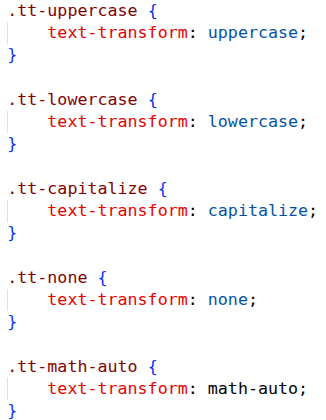 .tt-uppercase {
    text-transform: uppercase;
}

.tt-lowercase {
    text-transform: lowercase;
}

.tt-capitalize {
    text-transform: capitalize;
}

.tt-none {
    text-transform: none;
}

.tt-math-auto {
    text-transform: math-auto;
}